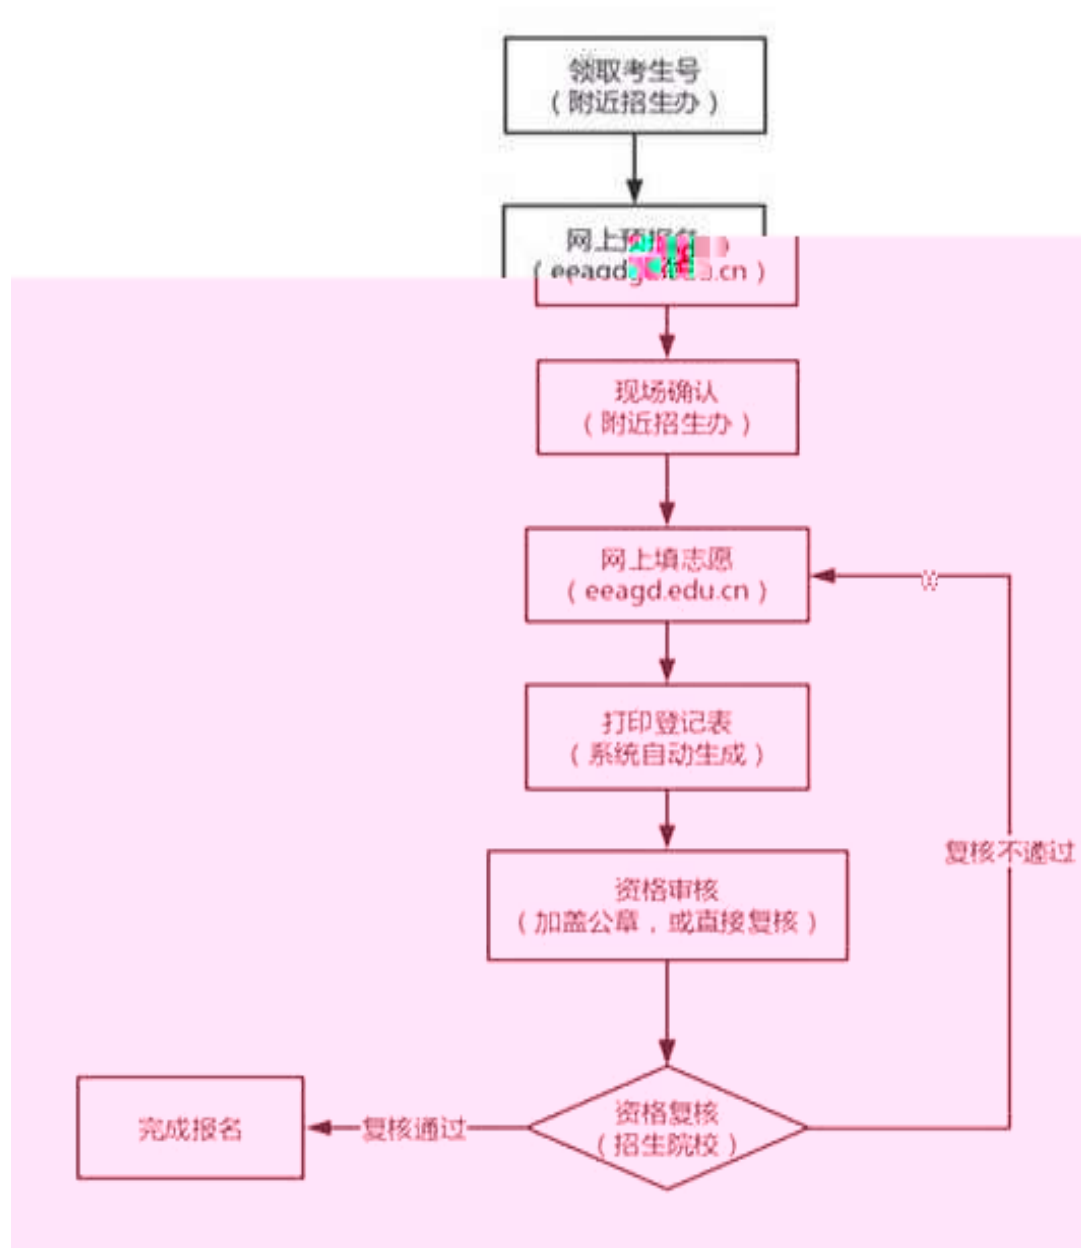 领取考生号
（附近招生办）
网上预报名
现场确认
（附近招生办）
网上填志愿
（eeagd.edu.cn）
打印登记表
（系统自动生成）
资格审核
（加盖公章，或直接复核）
复核不通过
资格复核
（招生院校）
复核通过
完成报名